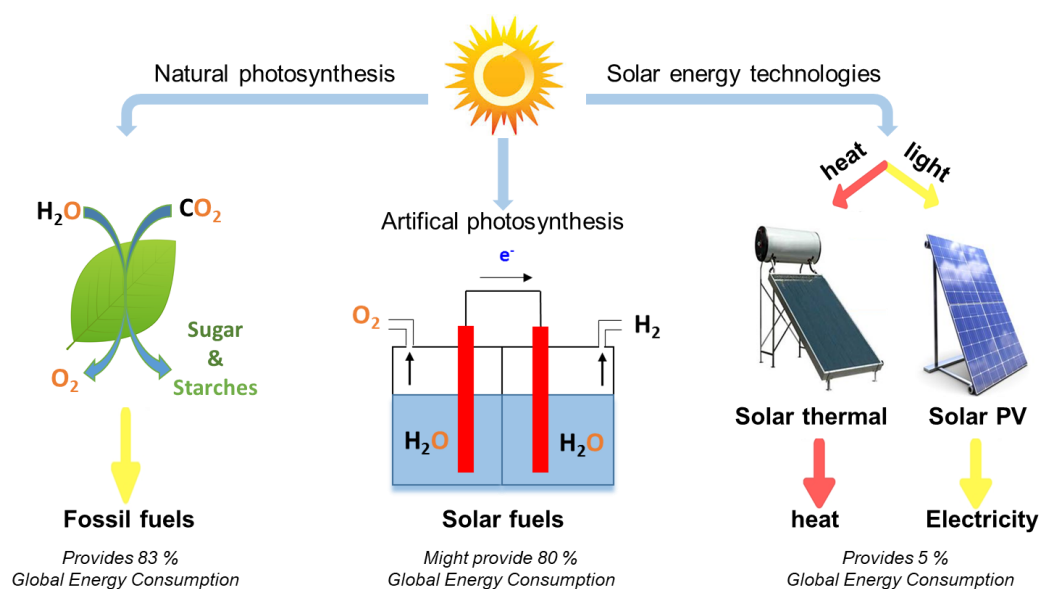 Natural photosynthesis
Solar energy technologies
heat
light
H₂O
CO₂
Artifical photosynthesis
e⁻
O₂
H₂
Sugar
&
Starches
O₂
H₂O
H₂O
Solar thermal
Solar PV
Fossil fuels
Solar fuels
heat
Electricity
Provides 83 %
Global Energy Consumption
Might provide 80 %
Global Energy Consumption
Provides 5 %
Global Energy Consumption